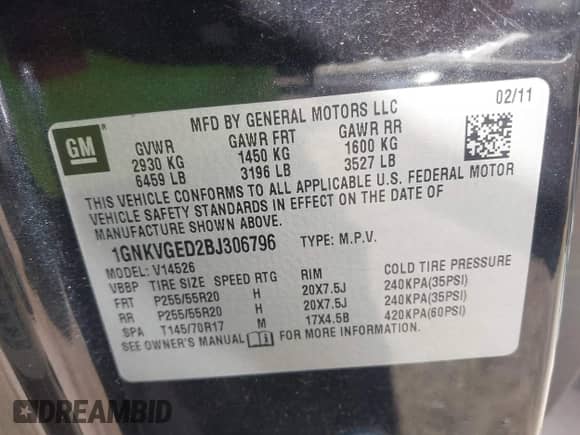 MFD BY GENERAL MOTORS LLC 02/11
GM
GVWR GAWR FRT GAWR RR
2930 KG 1450 KG 1600 KG
6459 LB 3196 LB 3527 LB
THIS VEHICLE CONFORMS TO ALL APPLICABLE U.S. FEDERAL MOTOR
VEHICLE SAFETY STANDARDS IN EFFECT ON THE DATE OF
MANUFACTURE SHOWN ABOVE.
1GNKVGED2BJ306796 TYPE: M.P.V.
MODEL: V14526
VBBP TIRE SIZE SPEED RTG RIM COLD TIRE PRESSURE
FRT P255/55R20 H 20X7.5J 240KPA(35PSI)
RR P255/55R20 H 20X7.5J 240KPA(35PSI)
SPA T145/70R17 M 17X4.5B 420KPA(60PSI)
SEE OWNER'S MANUAL FOR MORE INFORMATION.
DREAMBID